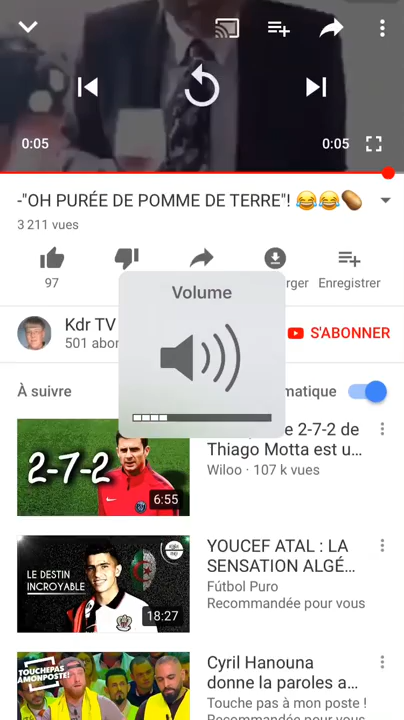 0:05
0:05
-"OH PURÉE DE POMME DE TERRE"! 😂😂🥔
3 211 vues
97
Enregistrer
Volume
Kdr TV
501 abor
S'ABONNER
À suivre
2-7-2
6:55
e 2-7-2 de
Thiago Motta est u...
Wiloo · 107 k vues
LE DESTIN
INCROYABLE
18:27
YOUCEF ATAL : LA
SENSATION ALGÉ...
Fútbol Puro
Recommandée pour vous
TOUCHEPAS
ÀMONPOSTE!
Cyril Hanouna
donne la paroles a...
Touche pas à mon poste !
Recommandée pour vous